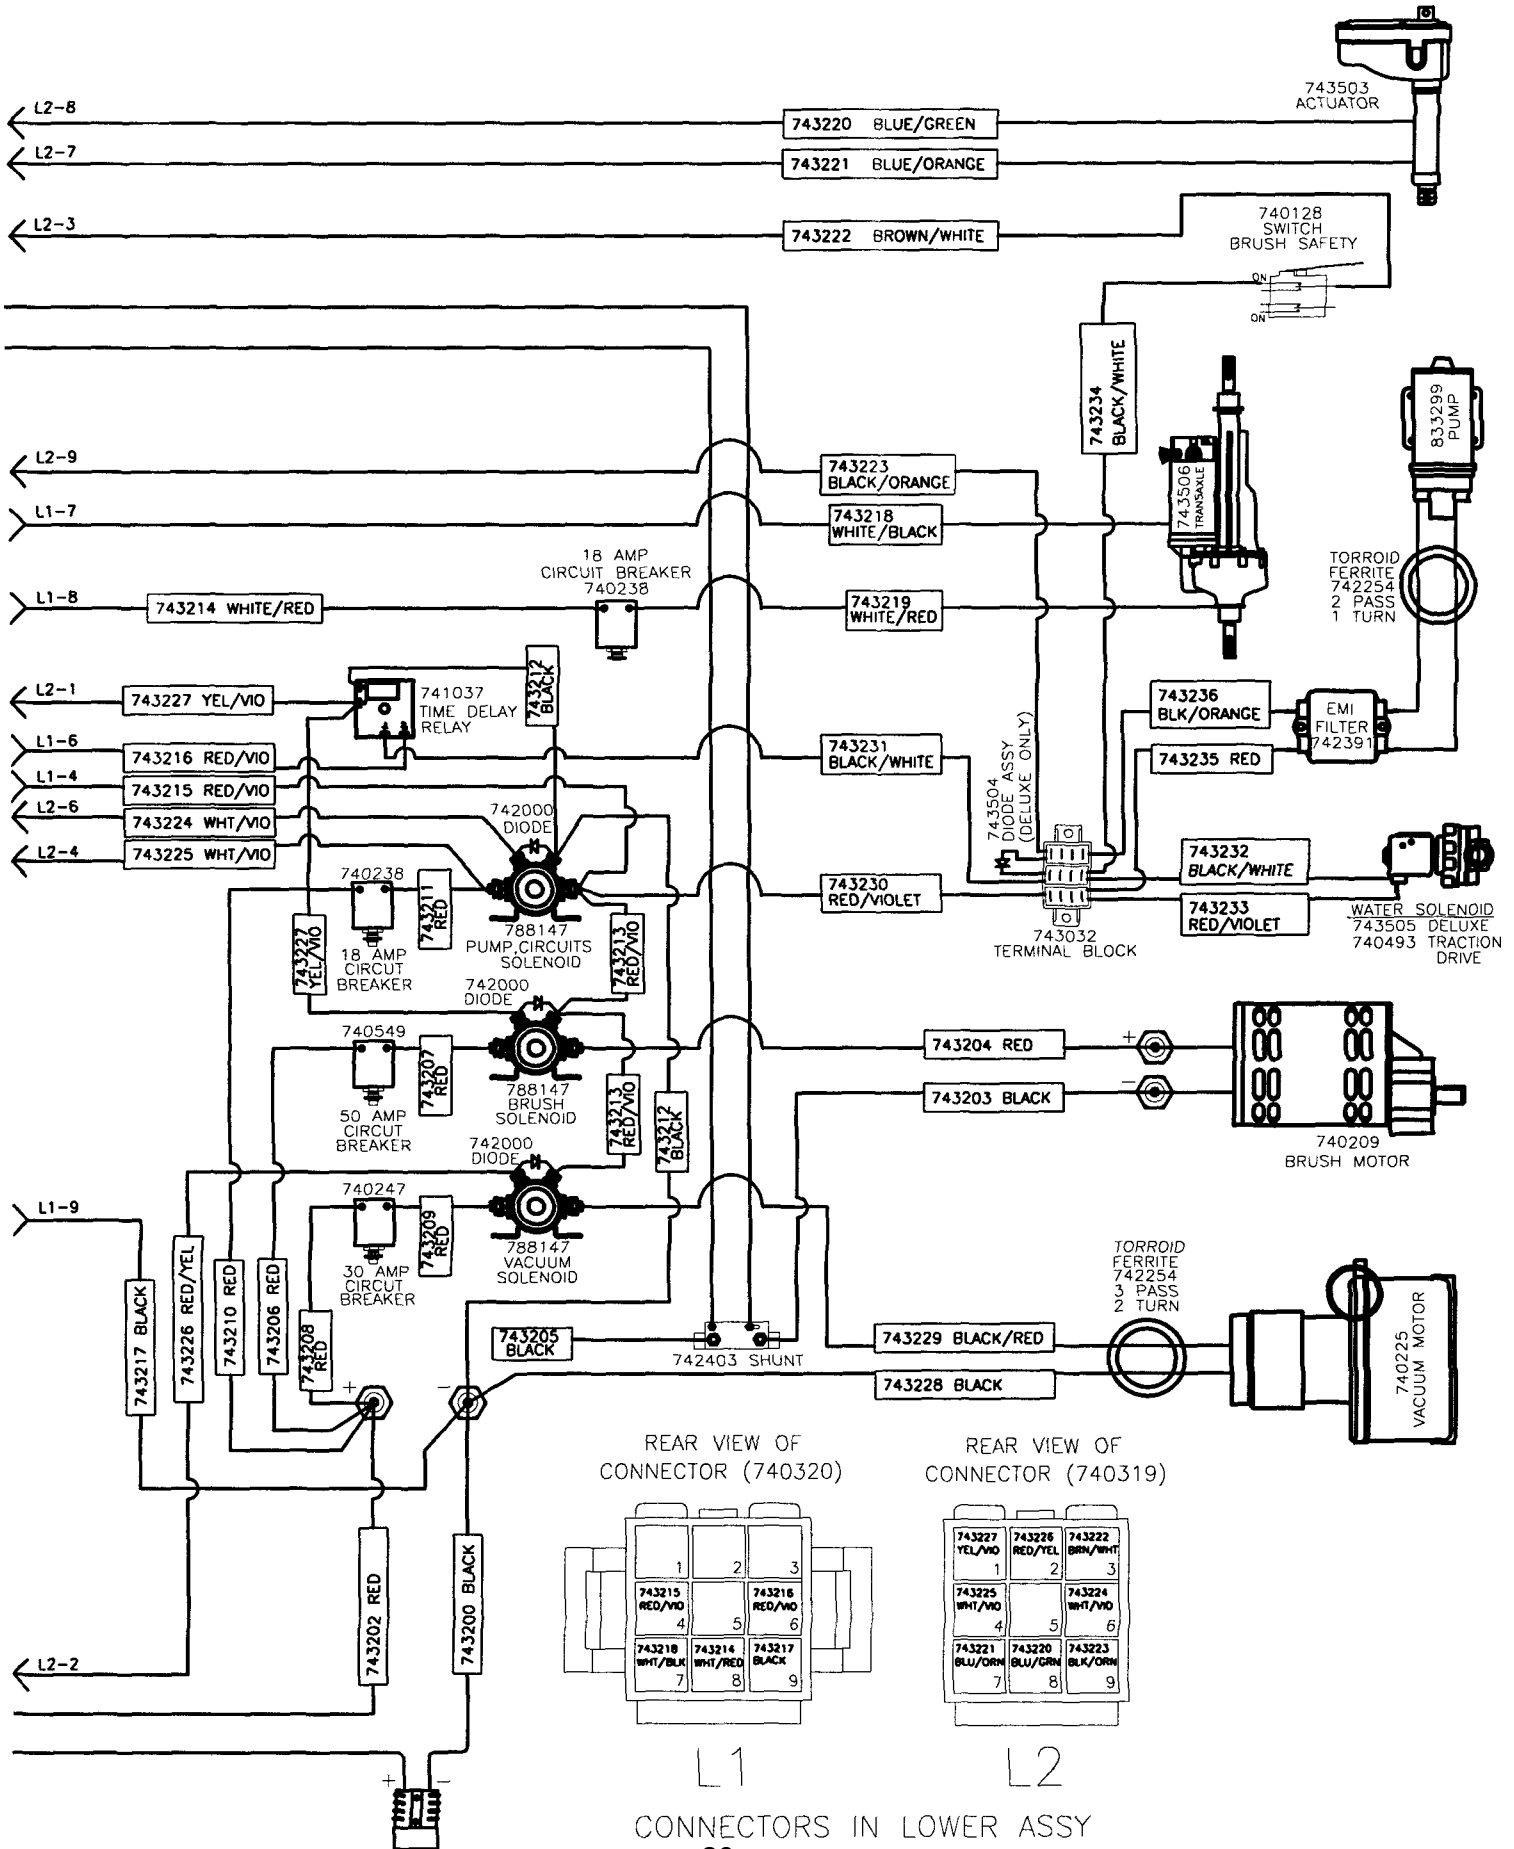 743503
ACTUATOR
L2-8
743220 BLUE/GREEN
L2-7
743221 BLUE/ORANGE
L2-3
743222 BROWN/WHITE
740128
SWITCH
BRUSH SAFETY
ON
ON
743234
BLACK/WHITE
833299
PUMP
743506
TRANSAXLE
L2-9
743223
BLACK/ORANGE
L1-7
743218
WHITE/BLACK
18 AMP
CIRCUIT BREAKER
740238
L1-8
743214 WHITE/RED
743219
WHITE/RED
TORROID
FERRITE
742254
2 PASS
1 TURN
L2-1
743227 YEL/VIO
741037
TIME DELAY
RELAY
743212
BLACK
743236
BLK/ORANGE
EMI
FILTER
742391
743235 RED
L1-6
743216 RED/VIO
743231
BLACK/WHITE
743504
DIODE ASSY
(DELUXE ONLY)
L1-4
743215 RED/VIO
L2-6
743224 WHT/VIO
L2-4
743225 WHT/VIO
742000
DIODE
740238
743211
RED
18 AMP
CIRCUT
BREAKER
788147
PUMP,CIRCUITS
SOLENOID
743213
RED/VIO
743227
YEL/VIO
743230
RED/VIOLET
743032
TERMINAL BLOCK
743232
BLACK/WHITE
743233
RED/VIOLET
WATER SOLENOID
743505 DELUXE
740493 TRACTION
DRIVE
742000
DIODE
740549
743207
RED
50 AMP
CIRCUT
BREAKER
788147
BRUSH
SOLENOID
743213
RED/VIO
743212
BLACK
743204 RED
+
743203 BLACK
−
740209
BRUSH MOTOR
742000
DIODE
740247
743209
RED
30 AMP
CIRCUT
BREAKER
788147
VACUUM
SOLENOID
L1-9
743217 BLACK
743226 RED/YEL
743210 RED
743206 RED
743208
RED
+
−
743205
BLACK
742403 SHUNT
743229 BLACK/RED
743228 BLACK
TORROID
FERRITE
742254
3 PASS
2 TURN
740225
VACUUM MOTOR
743202 RED
743200 BLACK
L2-2
+
−
REAR VIEW OF
CONNECTOR (740320)
1
2
3
743215
RED/VIO
4
5
743216
RED/VIO
6
743218
WHT/BLK
7
743214
WHT/RED
8
743217
BLACK
9
L1
REAR VIEW OF
CONNECTOR (740319)
743227
YEL/VIO
1
743226
RED/YEL
2
743222
BRN/WHT
3
743225
WHT/VIO
4
5
743224
WHT/VIO
6
743221
BLU/ORN
7
743220
BLU/GRN
8
743223
BLK/ORN
9
L2
CONNECTORS IN LOWER ASSY